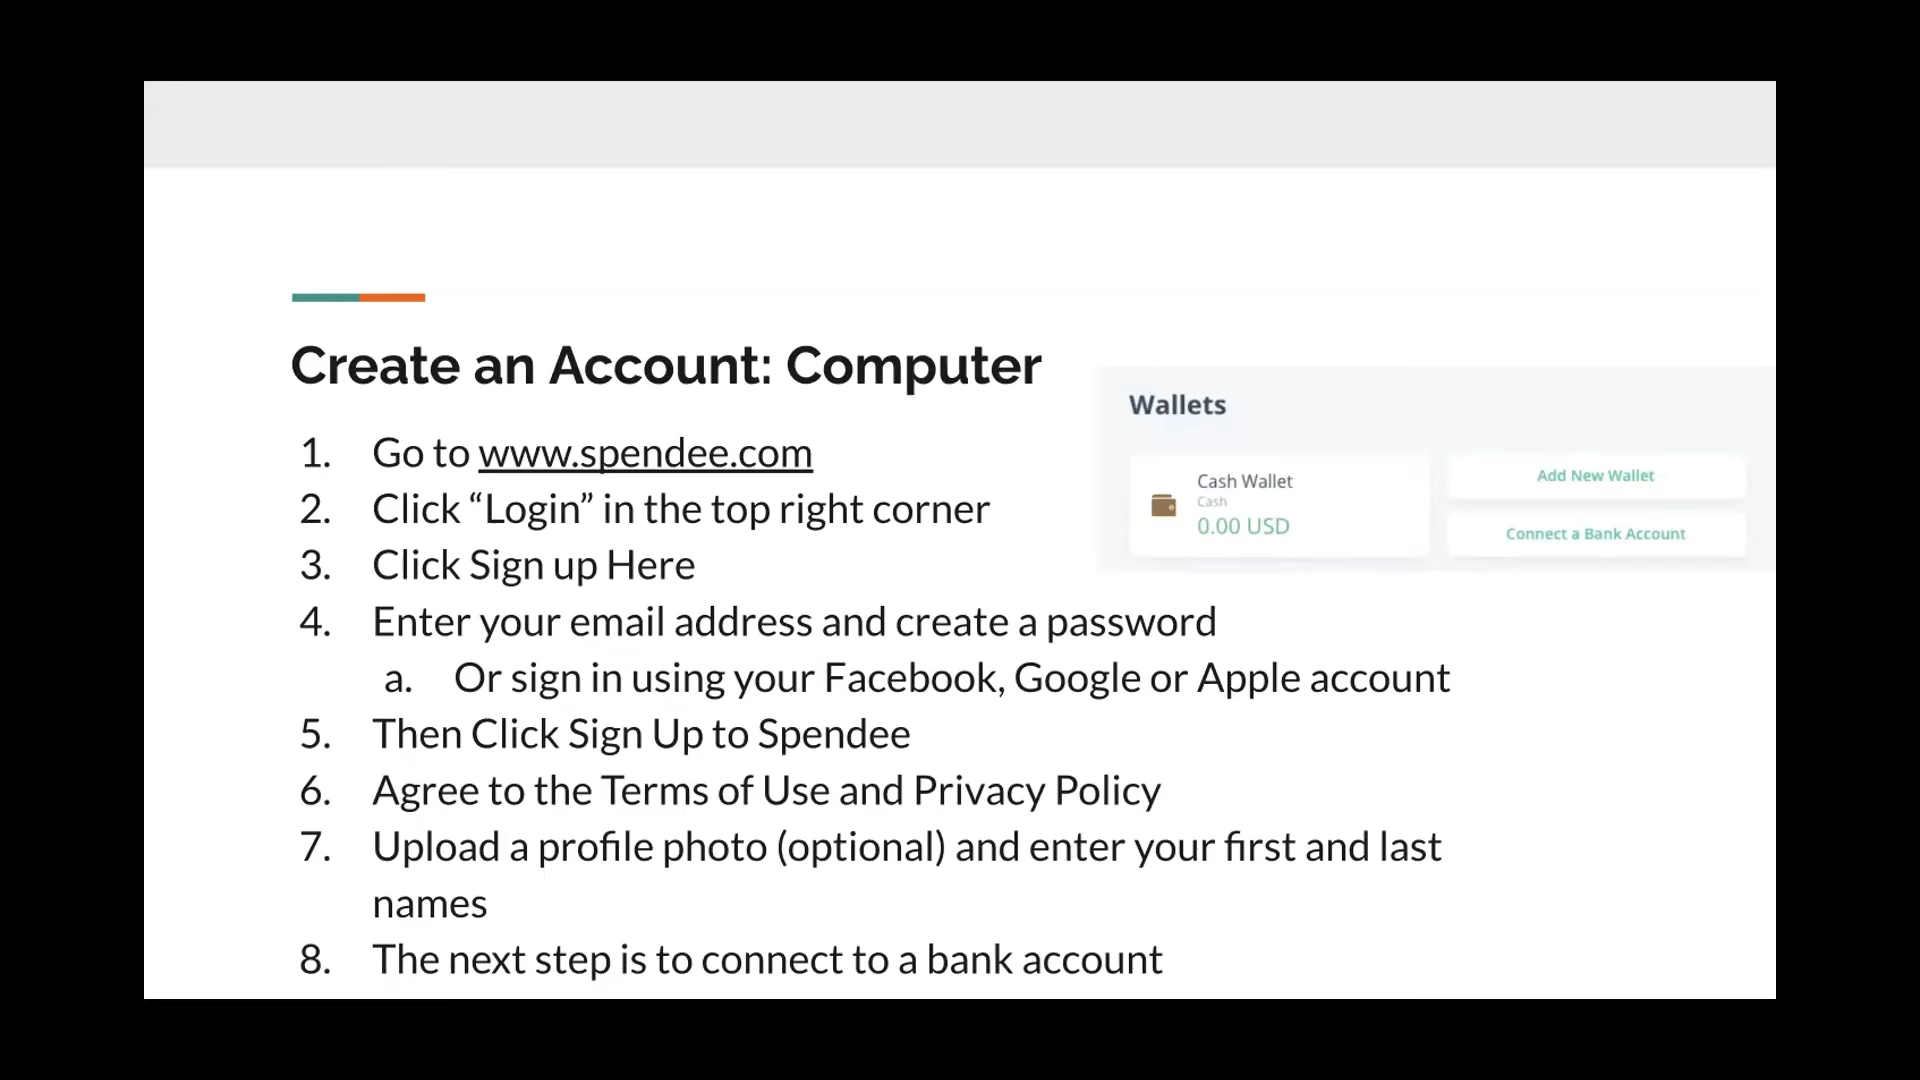 Create an Account: Computer
1. Go to www.spendee.com
2. Click “Login” in the top right corner
3. Click Sign up Here
4. Enter your email address and create a password
a. Or sign in using your Facebook, Google or Apple account
5. Then Click Sign Up to Spendee
6. Agree to the Terms of Use and Privacy Policy
7. Upload a profile photo (optional) and enter your first and last
names
8. The next step is to connect to a bank account
Wallets
Cash Wallet
Cash
0.00 USD
Add New Wallet
Connect a Bank Account